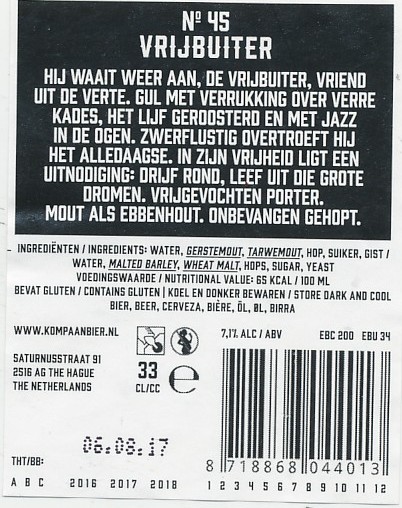 Nº 45
VRIJBUITER
HIJ WAAIT WEER AAN, DE VRIJBUITER, VRIEND
UIT DE VERTE. GUL MET VERRUKKING OVER VERRE
KADES, HET LIJF GEROOSTERD EN MET JAZZ
IN DE OGEN. ZWERFLUSTIG OVERTROEFT HIJ
HET ALLEDAAGSE. IN ZIJN VRIJHEID LIGT EEN
UITNODIGING: DRIJF ROND, LEEF UIT DIE GROTE
DROMEN. VRIJGEVOCHTEN PORTER.
MOUT ALS EBBENHOUT. ONBEVANGEN GEHOPT.
INGREDIËNTEN / INGREDIENTS: WATER, GERSTEMOUT, TARWEMOUT, HOP, SUIKER, GIST /
WATER, MALTED BARLEY, WHEAT MALT, HOPS, SUGAR, YEAST
VOEDINGSWAARDE / NUTRITIONAL VALUE: 65 KCAL / 100 ML
BEVAT GLUTEN / CONTAINS GLUTEN | KOEL EN DONKER BEWAREN / STORE DARK AND COOL
BIER, BEER, CERVEZA, BIÈRE, ÖL, ØL, BIRRA
WWW.KOMPAANBIER.NL
7,1% ALC / ABV EBC 200 EBU 34
SATURNUSSTRAAT 91
2516 AG THE HAGUE
THE NETHERLANDS
33
CL/CC
e
06.08.17
THT/BB:
8 718868 044013
A B C 2016 2017 2018 1 2 3 4 5 6 7 8 9 10 11 12